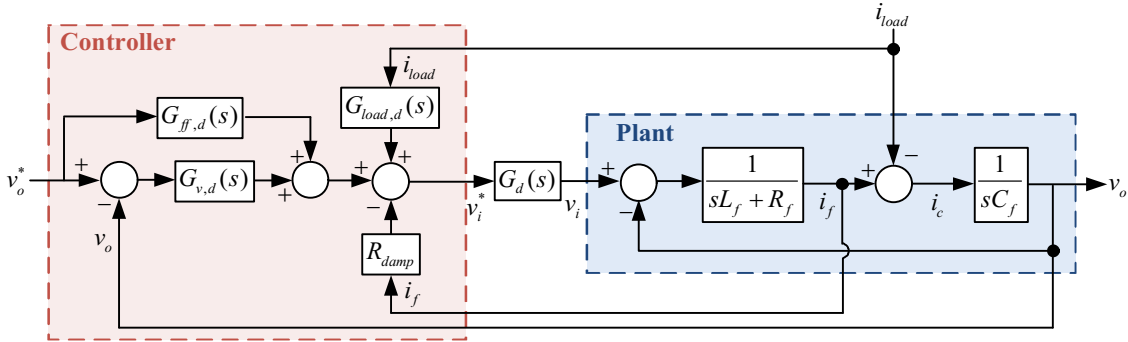 i_load
Controller
i_load
G_ff,d(s)
G_load,d(s)
Plant
+
+
+
+
−
v_o^*
+
−
G_v,d(s)
+
+
−
v_i^*
G_d(s)
v_i
+
−
1
sL_f + R_f
i_f
+
i_c
1
sC_f
v_o
v_o
R_damp
i_f